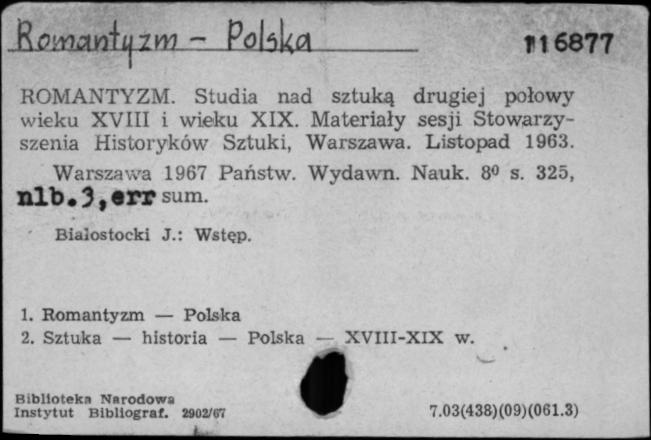 Romantyzm - Polska 116877
ROMANTYZM. Studia nad sztuką drugiej połowy
wieku XVIII i wieku XIX. Materiały sesji Stowarzy-
szenia Historyków Sztuki, Warszawa. Listopad 1963.
Warszawa 1967 Państw. Wydawn. Nauk. 8⁰ s. 325,
nlb.3,err sum.
Białostocki J.: Wstęp.
1. Romantyzm — Polska
2. Sztuka — historia — Polska — XVIII-XIX w.
Biblioteka Narodowa
Instytut Bibliograf. 2902/67 7.03(438)(09)(061.3)